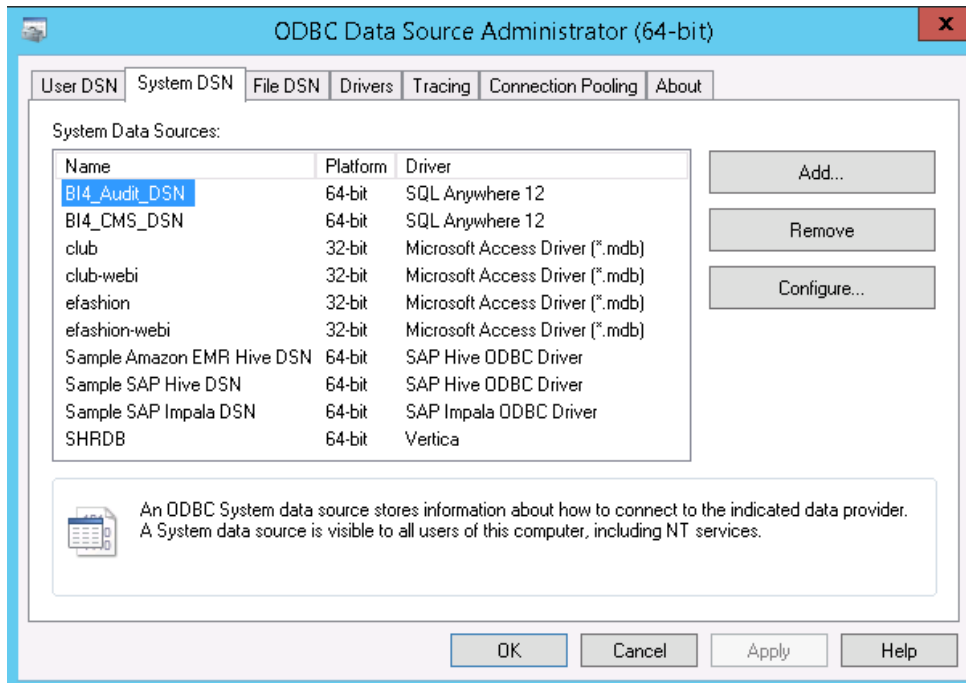 ODBC Data Source Administrator (64-bit)
x
User DSN System DSN File DSN Drivers Tracing Connection Pooling About
System Data Sources:
Name Platform Driver
BI4_Audit_DSN 64-bit SQL Anywhere 12
BI4_CMS_DSN 64-bit SQL Anywhere 12
club 32-bit Microsoft Access Driver (*.mdb)
club-webi 32-bit Microsoft Access Driver (*.mdb)
efashion 32-bit Microsoft Access Driver (*.mdb)
efashion-webi 32-bit Microsoft Access Driver (*.mdb)
Sample Amazon EMR Hive DSN 64-bit SAP Hive ODBC Driver
Sample SAP Hive DSN 64-bit SAP Hive ODBC Driver
Sample SAP Impala DSN 64-bit SAP Impala ODBC Driver
SHRDB 64-bit Vertica
Add...
Remove
Configure...
An ODBC System data source stores information about how to connect to the indicated data provider.
A System data source is visible to all users of this computer, including NT services.
OK Cancel Apply Help